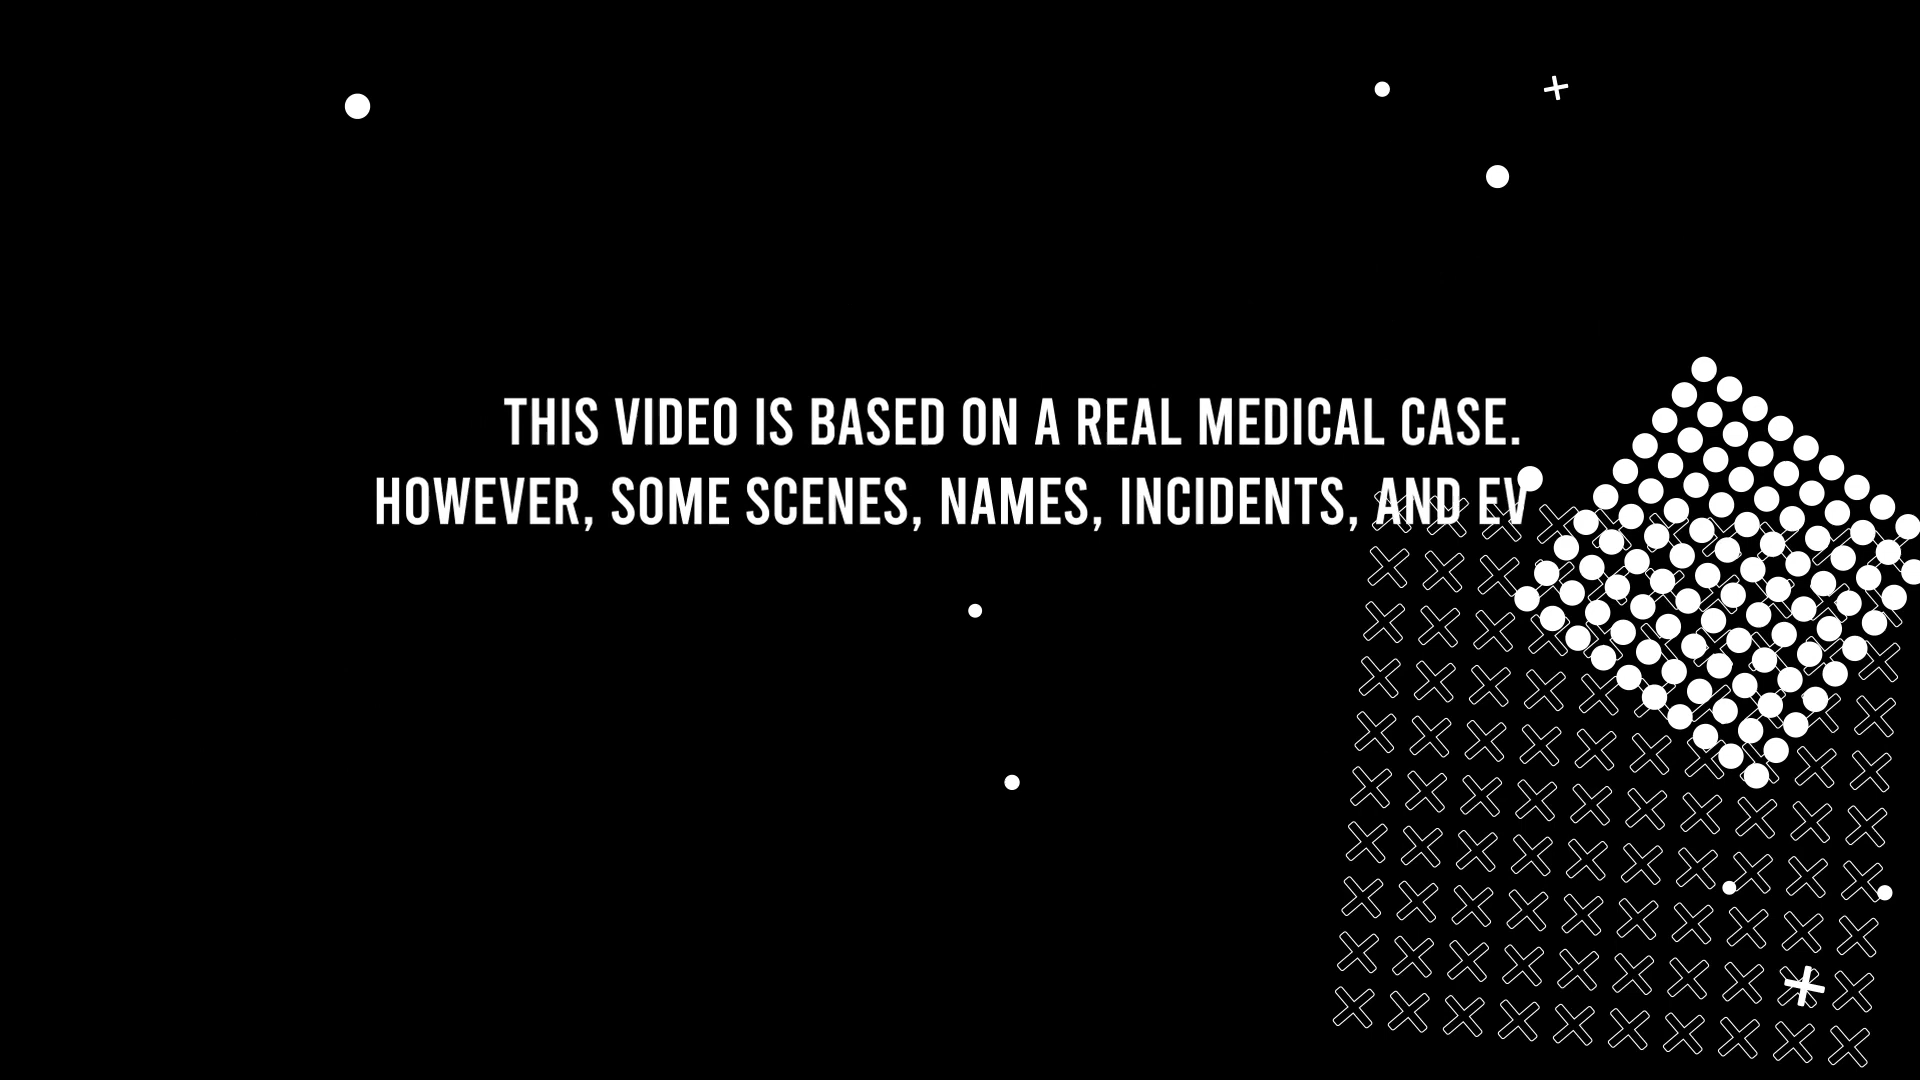 THIS VIDEO IS BASED ON A REAL MEDICAL CASE.
HOWEVER, SOME SCENES, NAMES, INCIDENTS, AND EV